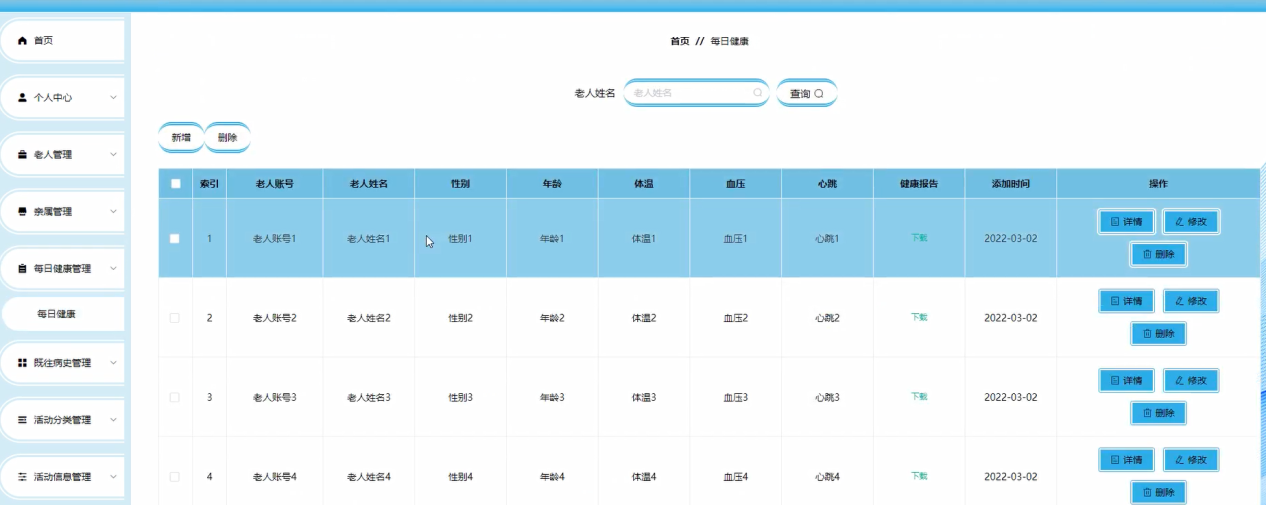 首页
个人中心
老人管理
亲属管理
每日健康管理
每日健康
既往病史管理
活动分类管理
活动信息管理
首页 // 每日健康
老人姓名 老人姓名 查询
新增 删除
索引 老人账号 老人姓名 性别 年龄 体温 血压 心跳 健康报告 添加时间 操作
1 老人账号1 老人姓名1 性别1 年龄1 体温1 血压1 心跳1 下载 2022-03-02 详情 修改
删除
2 老人账号2 老人姓名2 性别2 年龄2 体温2 血压2 心跳2 下载 2022-03-02 详情 修改
删除
3 老人账号3 老人姓名3 性别3 年龄3 体温3 血压3 心跳3 下载 2022-03-02 详情 修改
删除
4 老人账号4 老人姓名4 性别4 年龄4 体温4 血压4 心跳4 下载 2022-03-02 详情 修改
删除